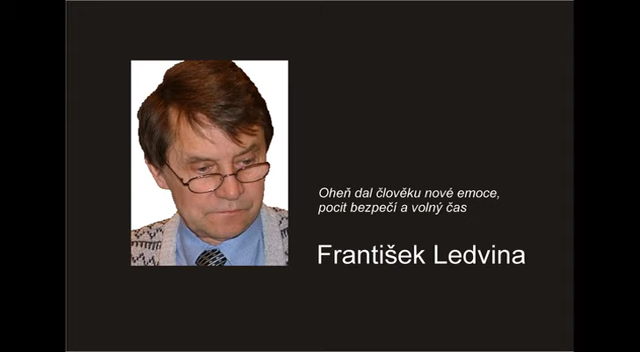 Oheň dal člověku nové emoce,
pocit bezpečí a volný čas
František Ledvina